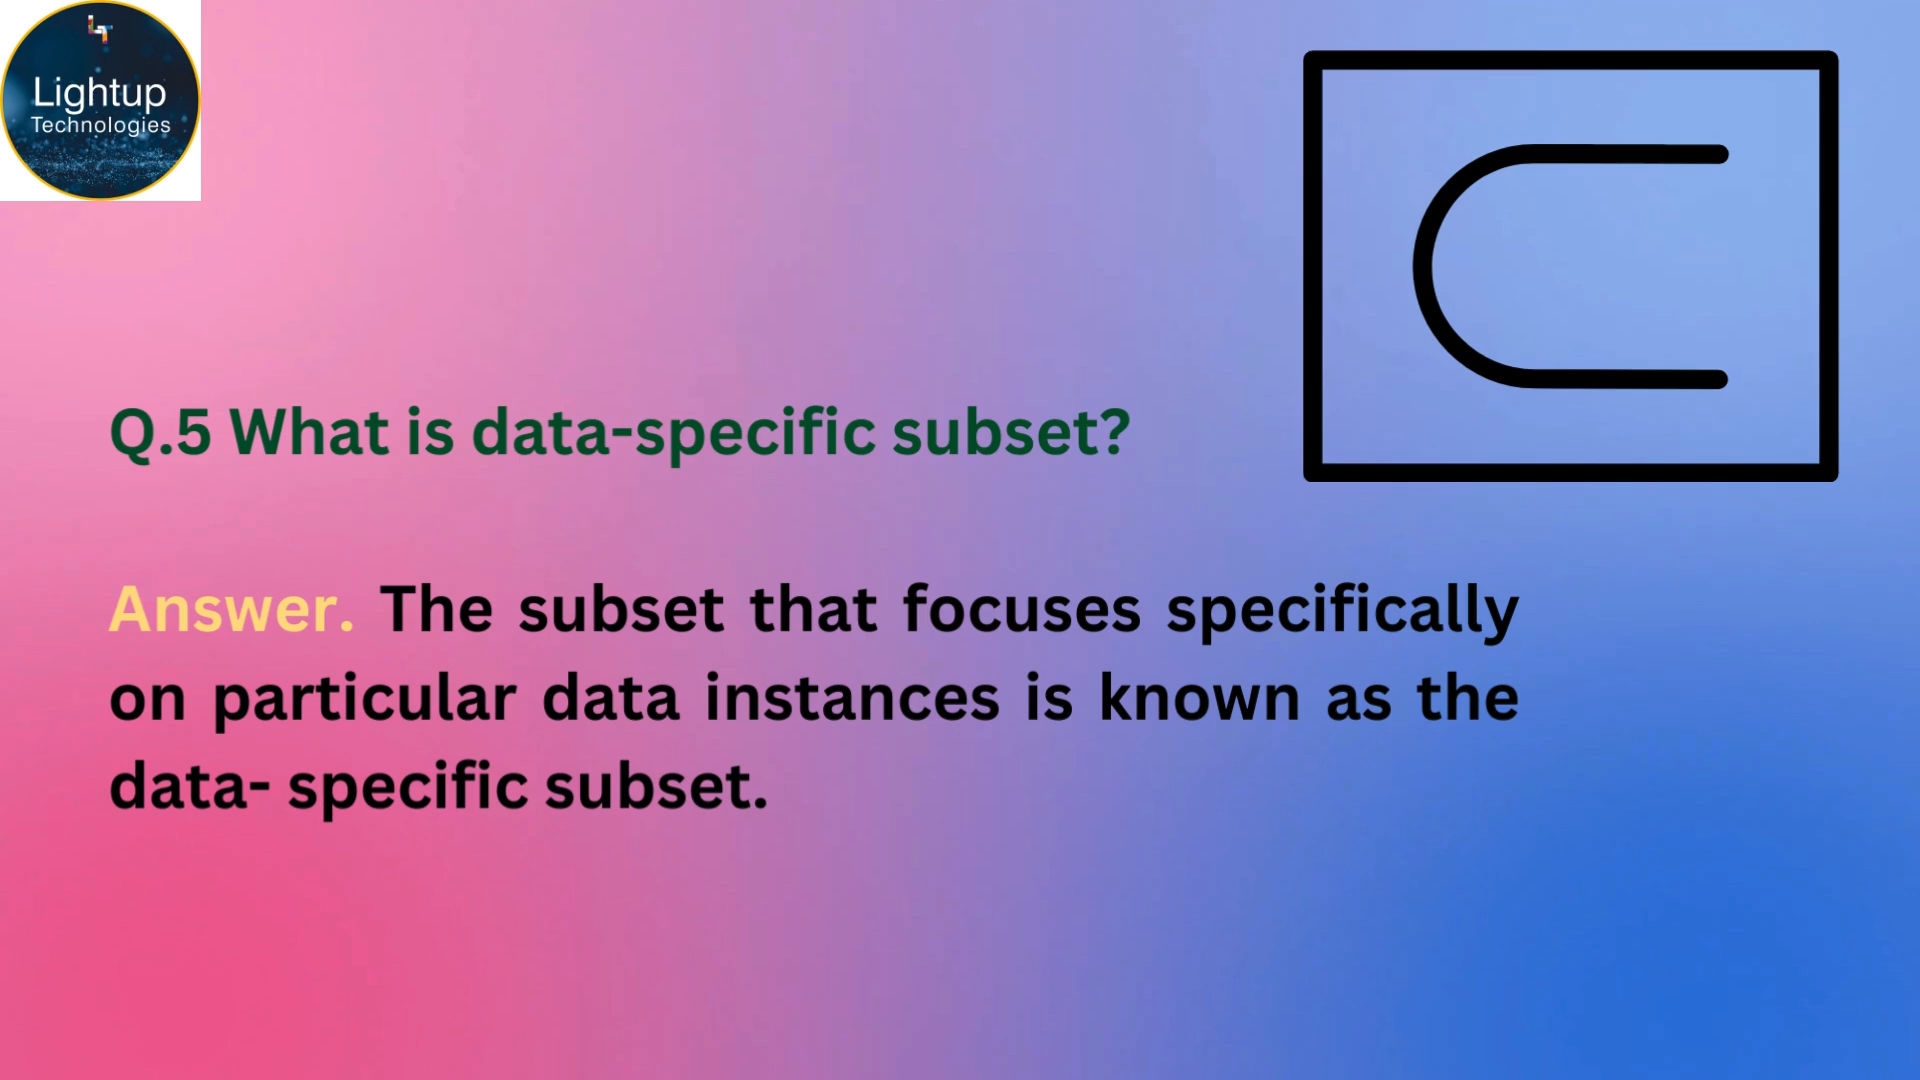 Lightup
Technologies
Q.5 What is data-specific subset?
Answer. The subset that focuses specifically
on particular data instances is known as the
data- specific subset.